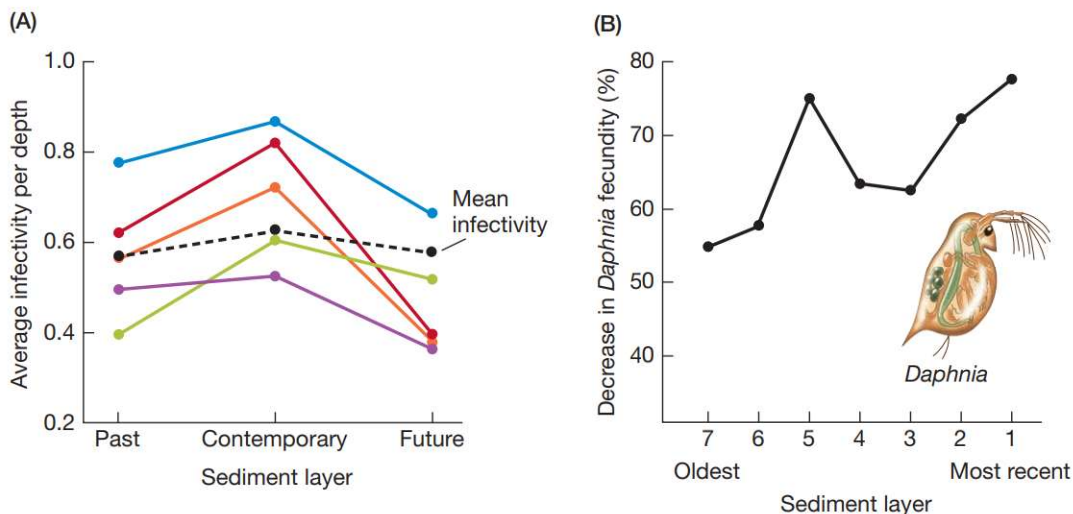 (A)
1.0
0.8
0.6
0.4
0.2
Average infectivity per depth
Mean
infectivity
Past Contemporary Future
Sediment layer
(B)
80
70
60
50
40
Decrease in Daphnia fecundity (%)
Daphnia
7 6 5 4 3 2 1
Oldest Most recent
Sediment layer